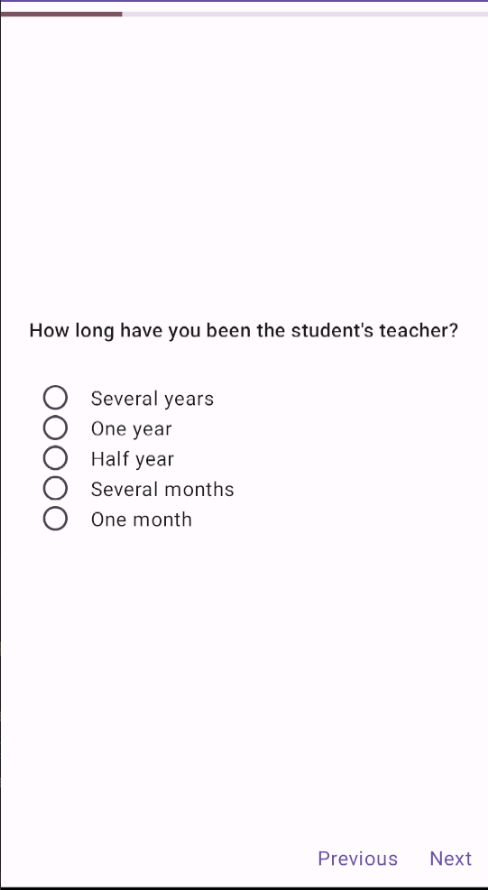 How long have you been the student's teacher?
Several years
One year
Half year
Several months
One month
Previous Next